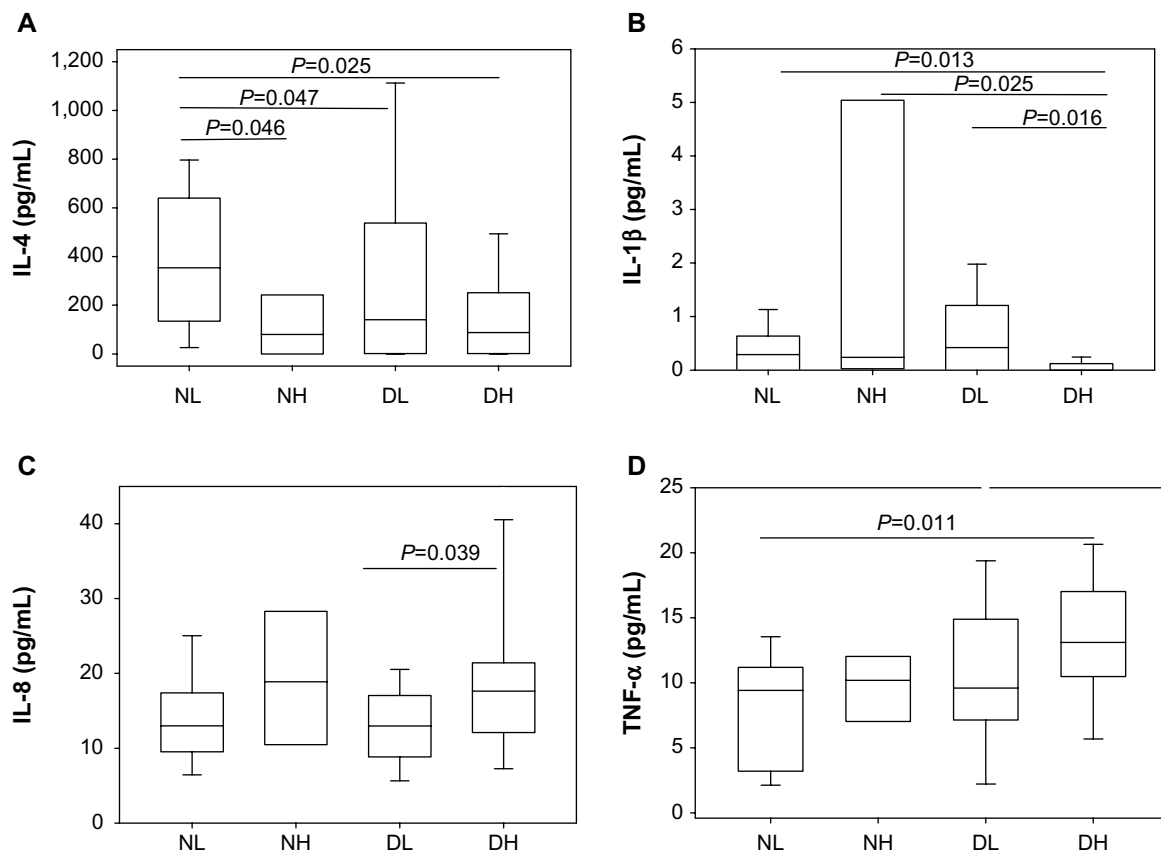 A
1,200
1,000
800
600
400
200
0
IL-4 (pg/mL)
P=0.025
P=0.047
P=0.046
NL NH DL DH
B
6
5
4
3
2
1
0
IL-1β (pg/mL)
P=0.013
P=0.025
P=0.016
NL NH DL DH
C
40
30
20
10
0
IL-8 (pg/mL)
P=0.039
NL NH DL DH
D
25
20
15
10
5
0
TNF-α (pg/mL)
P=0.011
NL NH DL DH